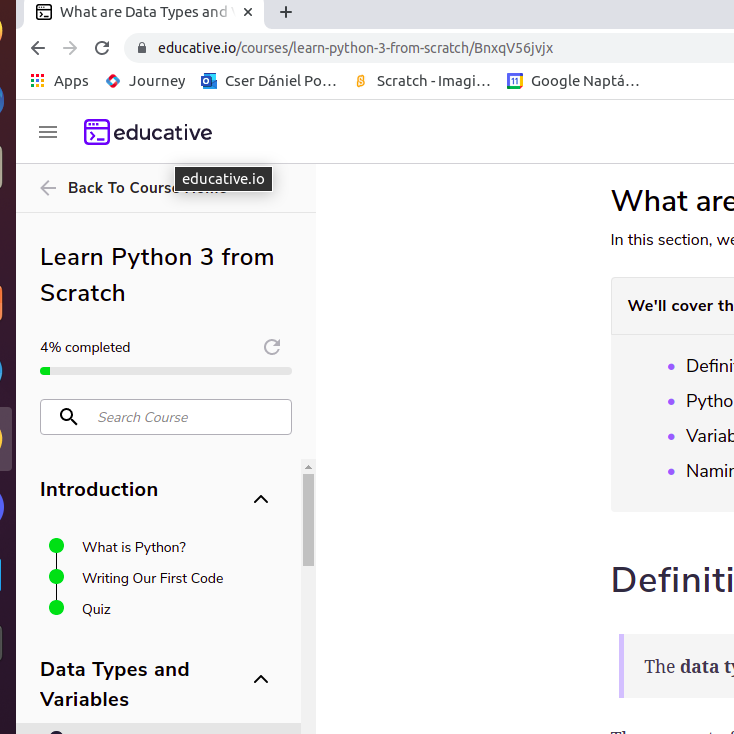 What are Data Types and
educative.io/courses/learn-python-3-from-scratch/BnxqV56jvjx
Apps Journey Cser Dániel Po... Scratch - Imagi... Google Naptá...
educative
educative.io
Back To Course
Learn Python 3 from
Scratch
4% completed
Search Course
Introduction
What is Python?
Writing Our First Code
Quiz
Data Types and
Variables
What are
In this section, we
We'll cover th
Defini
Pytho
Variab
Namin
Definiti
The data ty